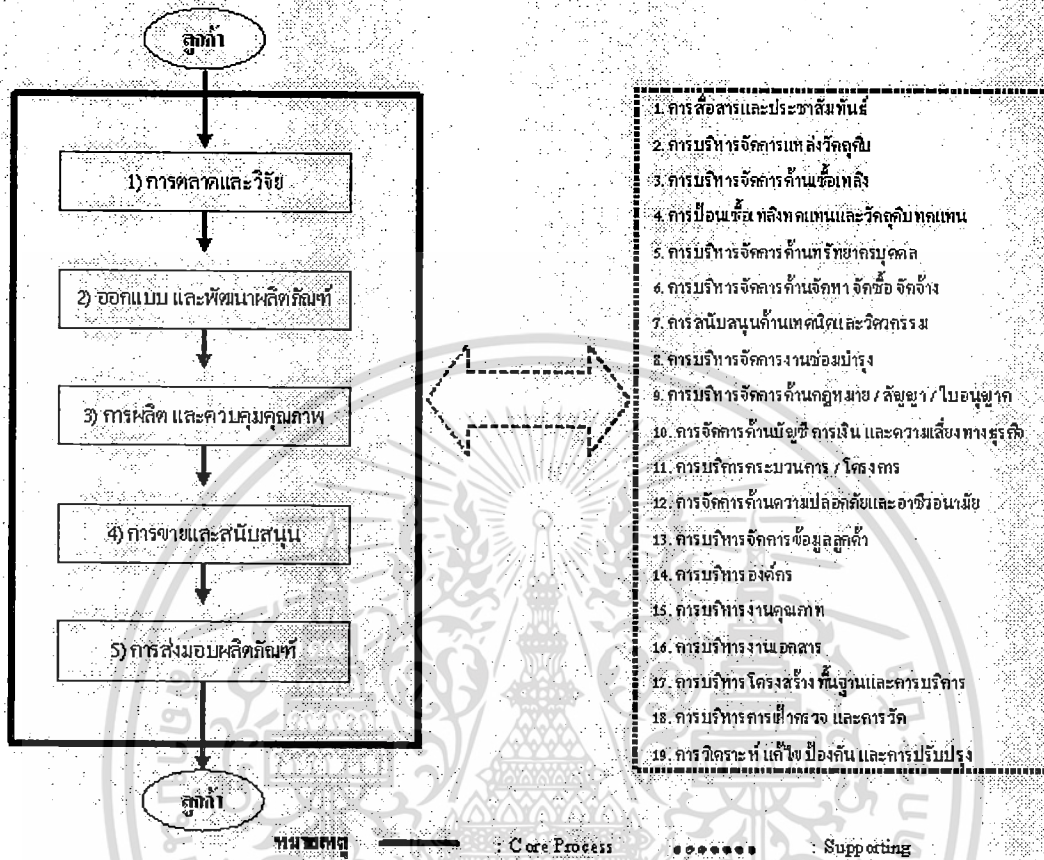 ลูกค้า
1) การตลาดและวิจัย
2) ออกแบบ และพัฒนาผลิตภัณฑ์
3) การผลิต และควบคุมคุณภาพ
4) การขายและสนับสนุน
5) การส่งมอบผลิตภัณฑ์
ลูกค้า
1. การสื่อสารและประชาสัมพันธ์
2. การบริหารจัดการแหล่งวัตถุดิบ
3. การบริหารจัดการด้านเชื้อเพลิง
4. การป้อนเชื้อเพลิงทดแทนและวัตถุดิบทดแทน
5. การบริหารจัดการด้านทรัพยากรบุคคล
6. การบริหารจัดการด้านจัดหา จัดซื้อ จัดจ้าง
7. การสนับสนุนด้านเทคนิคและวิศวกรรม
8. การบริหารจัดการงานซ่อมบำรุง
9. การบริหารจัดการด้านกฎหมาย / สัญญา / ใบอนุญาต
10. การจัดการด้านบัญชี การเงิน และความเสี่ยงทางธุรกิจ
11. การบริการกระบวนการ / โครงการ
12. การจัดการด้านความปลอดภัยและอาชีวอนามัย
13. การบริหารจัดการข้อมูลลูกค้า
14. การบริหารองค์กร
15. การบริหารงานคุณภาพ
16. การบริหารงานเอกสาร
17. การบริหารโครงสร้างพื้นฐานและการบริการ
18. การบริหารการเฝ้าตรวจ และการวัด
19. การวิเคราะห์ แก้ไข ป้องกัน และการปรับปรุง
หมายเหตุ : Core Process : Supporting